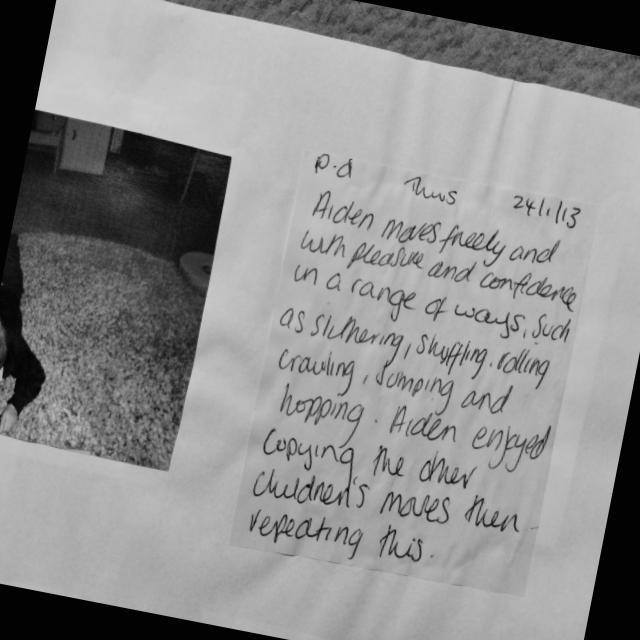 p.d Thurs 24/1/13
Aiden moves freely and
with pleasure and confidence
in a range of ways, such
as slithering, shuffling, rolling
crawling, jumping and
hopping. Aiden enjoyed
copying the other
children's moves then
repeating this.